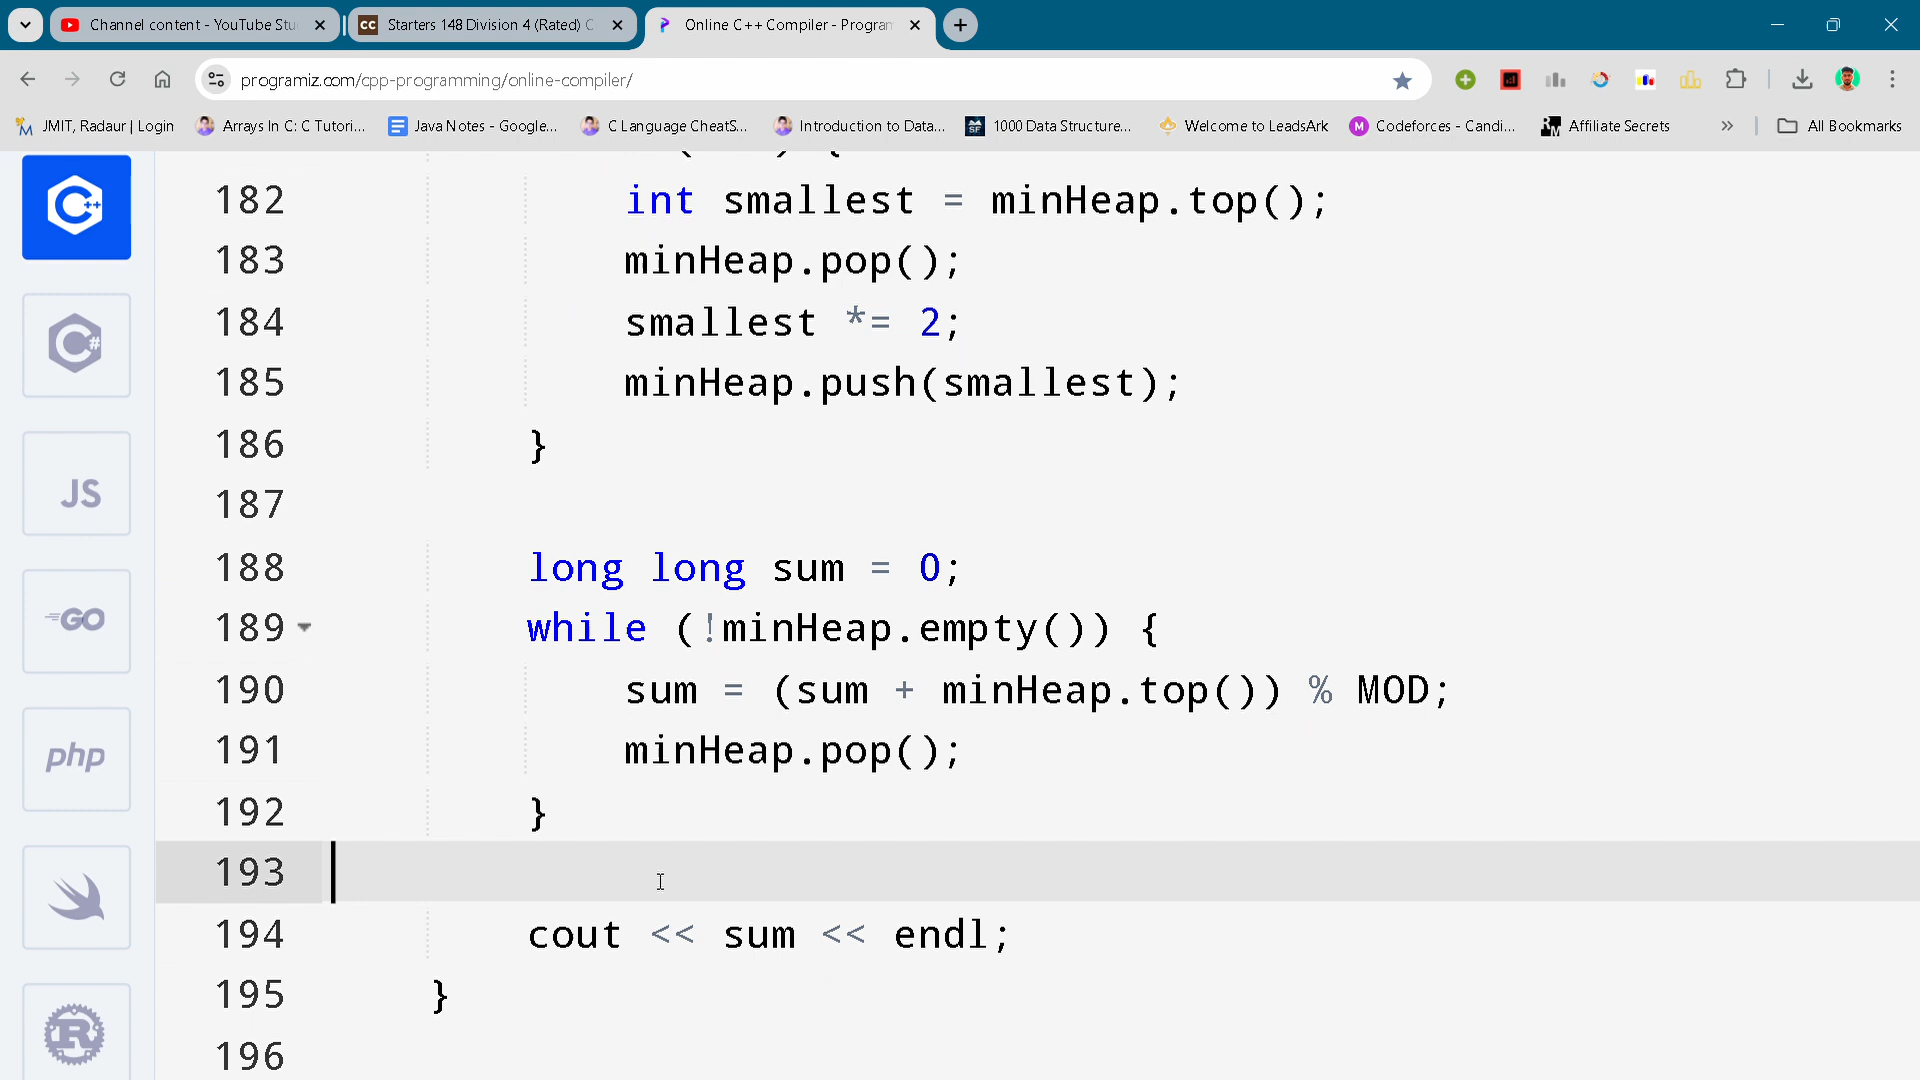 Channel content - YouTube Stu
Starters 148 Division 4 (Rated) C
Online C++ Compiler - Program
programiz.com/cpp-programming/online-compiler/
JMIT, Radaur | Login
Arrays In C: C Tutori...
Java Notes - Google...
C Language CheatS...
Introduction to Data...
1000 Data Structure...
Welcome to LeadsArk
Codeforces - Candi...
Affiliate Secrets
All Bookmarks
182 int smallest = minHeap.top();
183 minHeap.pop();
184 smallest *= 2;
185 minHeap.push(smallest);
186 }
187
188 long long sum = 0;
189 while (!minHeap.empty()) {
190 sum = (sum + minHeap.top()) % MOD;
191 minHeap.pop();
192 }
193
194 cout << sum << endl;
195 }
196
C++
C#
JS
GO
php
R